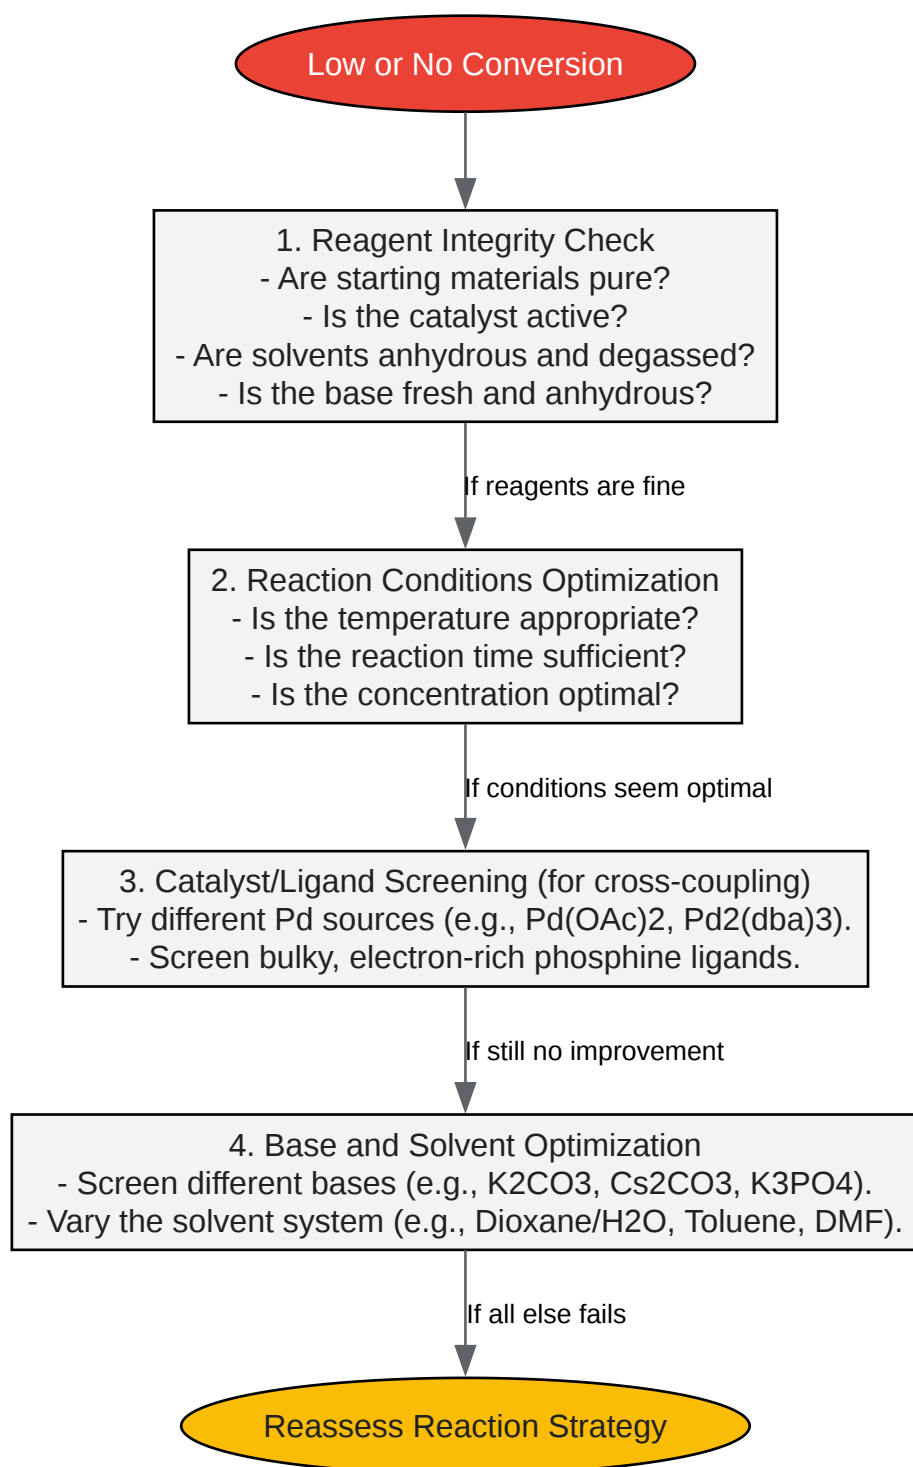 Low or No Conversion
1. Reagent Integrity Check
- Are starting materials pure?
- Is the catalyst active?
- Are solvents anhydrous and degassed?
- Is the base fresh and anhydrous?
If reagents are fine
2. Reaction Conditions Optimization
- Is the temperature appropriate?
- Is the reaction time sufficient?
- Is the concentration optimal?
If conditions seem optimal
3. Catalyst/Ligand Screening (for cross-coupling)
- Try different Pd sources (e.g., Pd(OAc)2, Pd2(dba)3).
- Screen bulky, electron-rich phosphine ligands.
If still no improvement
4. Base and Solvent Optimization
- Screen different bases (e.g., K2CO3, Cs2CO3, K3PO4).
- Vary the solvent system (e.g., Dioxane/H2O, Toluene, DMF).
If all else fails
Reassess Reaction Strategy